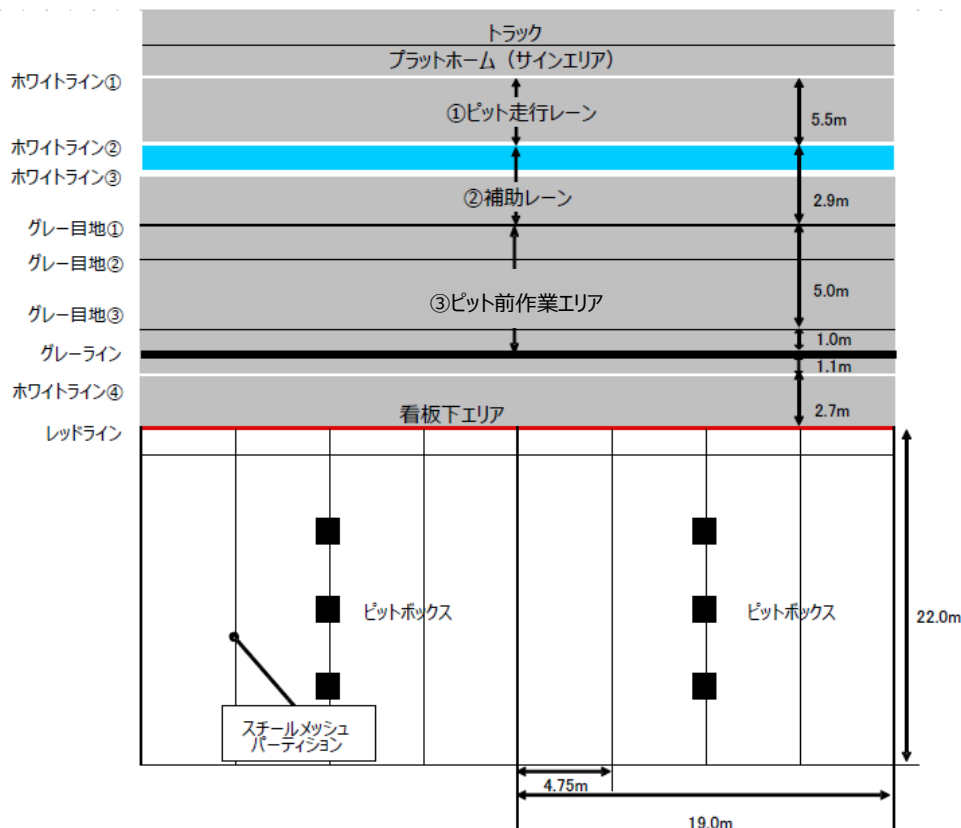 トラック
プラットホーム（サインエリア）
ホワイトライン①
①ピット走行レーン
5.5m
ホワイトライン②
ホワイトライン③
②補助レーン
2.9m
グレー目地①
グレー目地②
③ピット前作業エリア
5.0m
グレー目地③
1.0m
グレーライン
1.1m
ホワイトライン④
2.7m
看板下エリア
レッドライン
ピットボックス
ピットボックス
22.0m
スチールメッシュ
パーティション
4.75m
19.0m